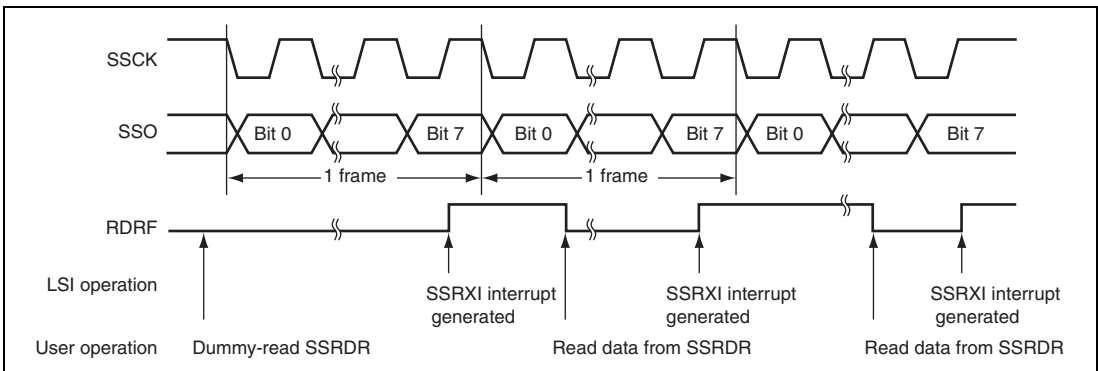 SSCK
SSO
Bit 0
Bit 7
Bit 0
Bit 7
Bit 0
Bit 7
1 frame
1 frame
RDRF
LSI operation
SSRXI interrupt
generated
SSRXI interrupt
generated
SSRXI interrupt
generated
User operation
Dummy-read SSRDR
Read data from SSRDR
Read data from SSRDR